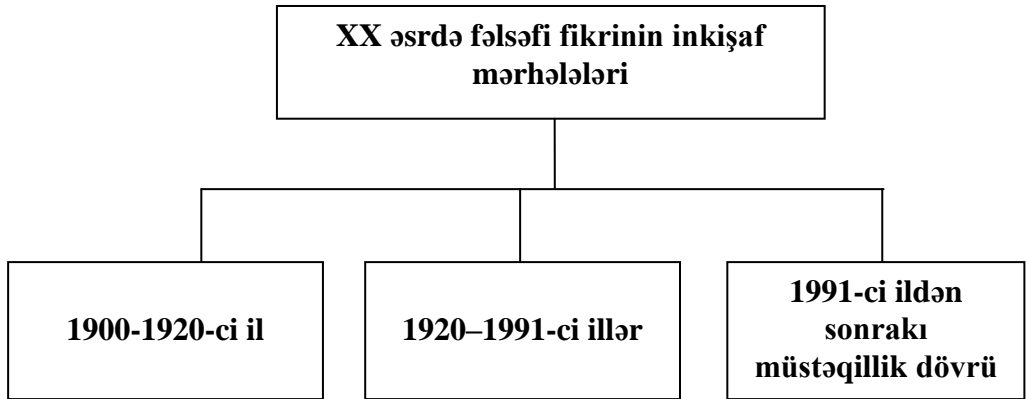 XX əsrdə fəlsəfi fikrinin inkişaf
mərhələləri
1900-1920-ci il
1920–1991-ci illər
1991-ci ildən
sonrakı
müstəqillik dövrü